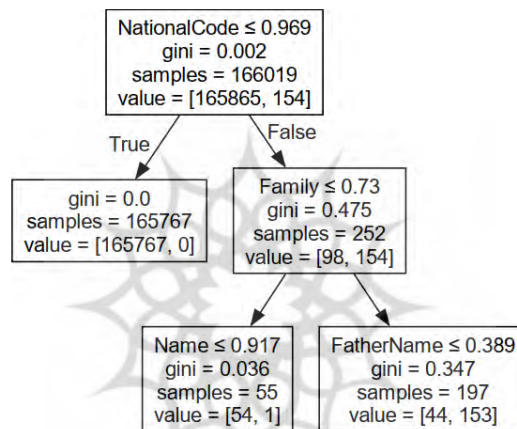 NationalCode ≤ 0.969
gini = 0.002
samples = 166019
value = [165865, 154]
True
False
gini = 0.0
samples = 165767
value = [165767, 0]
Family ≤ 0.73
gini = 0.475
samples = 252
value = [98, 154]
Name ≤ 0.917
gini = 0.036
samples = 55
value = [54, 1]
FatherName ≤ 0.389
gini = 0.347
samples = 197
value = [44, 153]